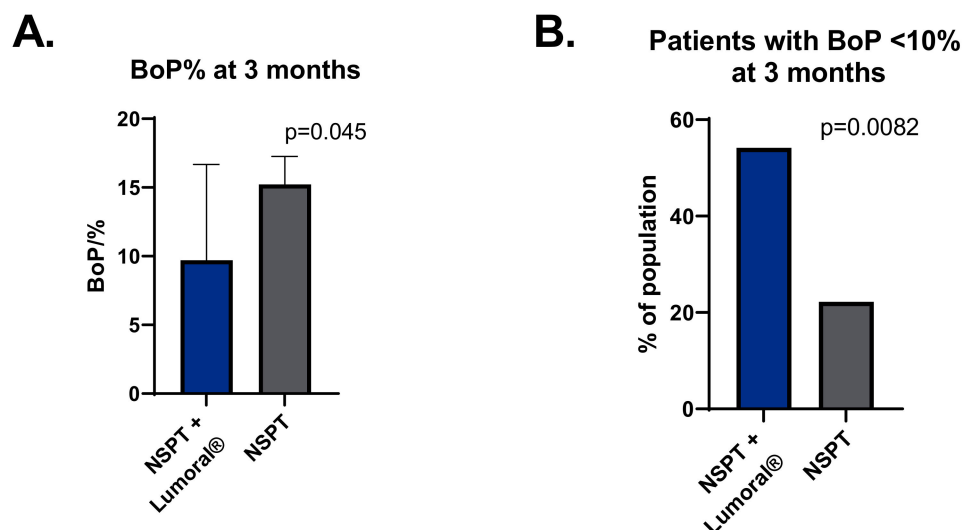 A.
BoP% at 3 months
20
15
10
5
0
BoP/%
p=0.045
NSPT +
Lumoral®
NSPT
B.
Patients with BoP <10%
at 3 months
60
40
20
0
% of population
p=0.0082
NSPT +
Lumoral®
NSPT